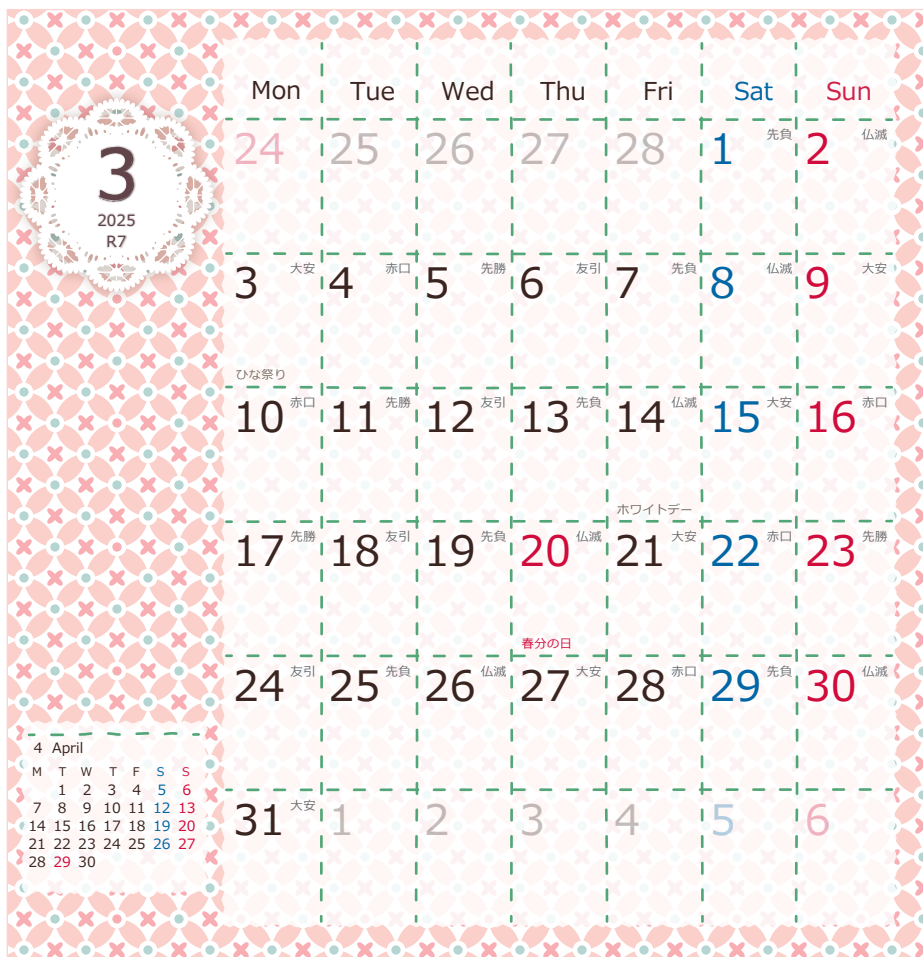 3
2025
R7
Mon Tue Wed Thu Fri Sat Sun
24 25 26 27 28 1 先負 2 仏滅
3 大安 4 赤口 5 先勝 6 友引 7 先負 8 仏滅 9 大安
ひな祭り
10 赤口 11 先勝 12 友引 13 先負 14 仏滅 15 大安 16 赤口
ホワイトデー
17 先勝 18 友引 19 先負 20 仏滅 21 大安 22 赤口 23 先勝
春分の日
24 友引 25 先負 26 仏滅 27 大安 28 赤口 29 先負 30 仏滅
31 大安 1 2 3 4 5 6
4 April
M T W T F S S
1 2 3 4 5 6
7 8 9 10 11 12 13
14 15 16 17 18 19 20
21 22 23 24 25 26 27
28 29 30